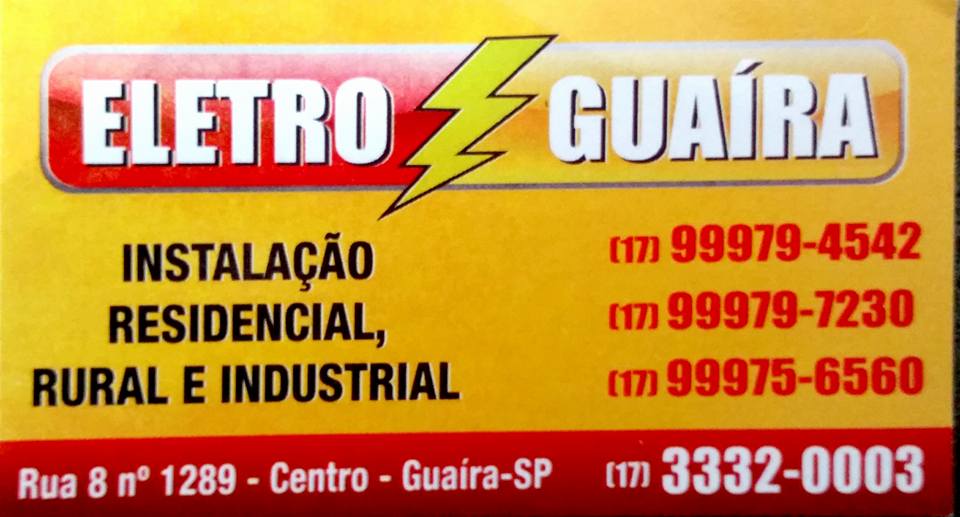 ELETRO GUAÍRA
INSTALAÇÃO
RESIDENCIAL,
RURAL E INDUSTRIAL
(17) 99979-4542
(17) 99979-7230
(17) 99975-6560
Rua 8 nº 1289 - Centro - Guaíra-SP (17) 3332-0003